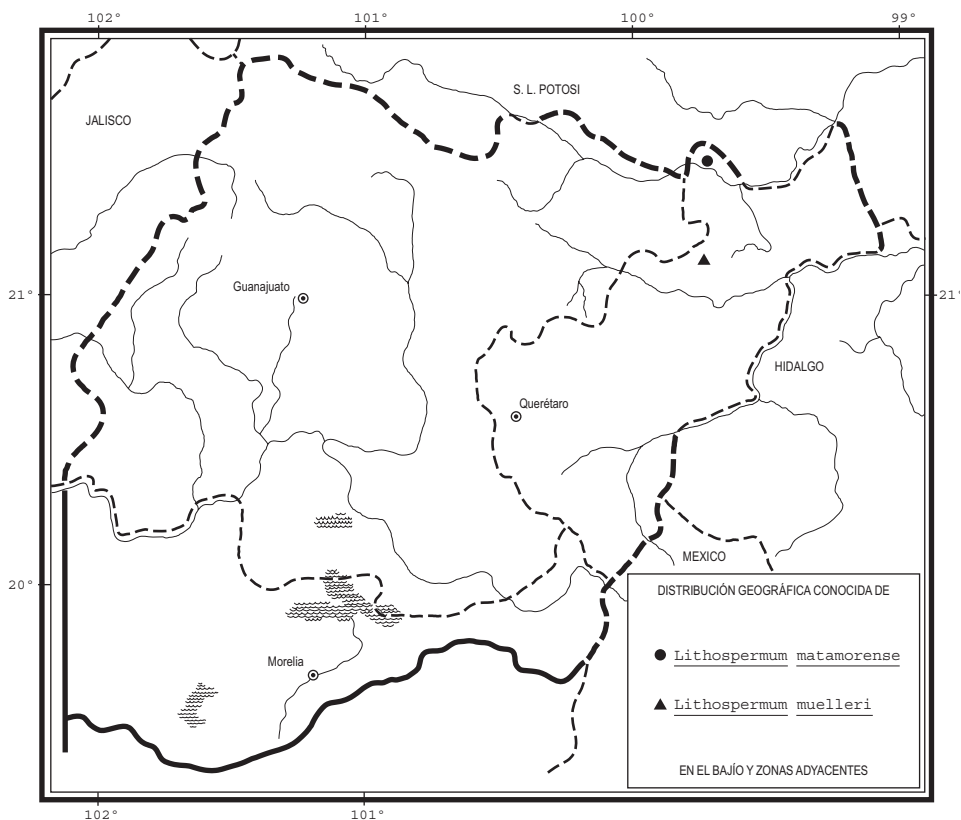 102°
101°
100°
99°
S. L. POTOSI
JALISCO
Guanajuato
21°
21°
HIDALGO
Querétaro
MEXICO
20°
DISTRIBUCIÓN GEOGRÁFICA CONOCIDA DE
Lithospermum matamorense
Morelia
Lithospermum muelleri
EN EL BAJÍO Y ZONAS ADYACENTES
102°
101°